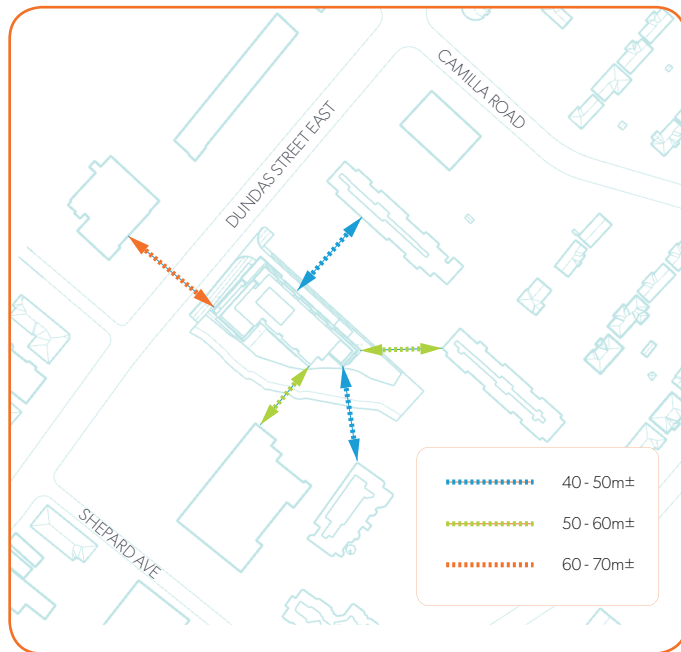 CAMILLA ROAD
DUNDAS STREET EAST
SHEPARD AVE
40 - 50m±
50 - 60m±
60 - 70m±